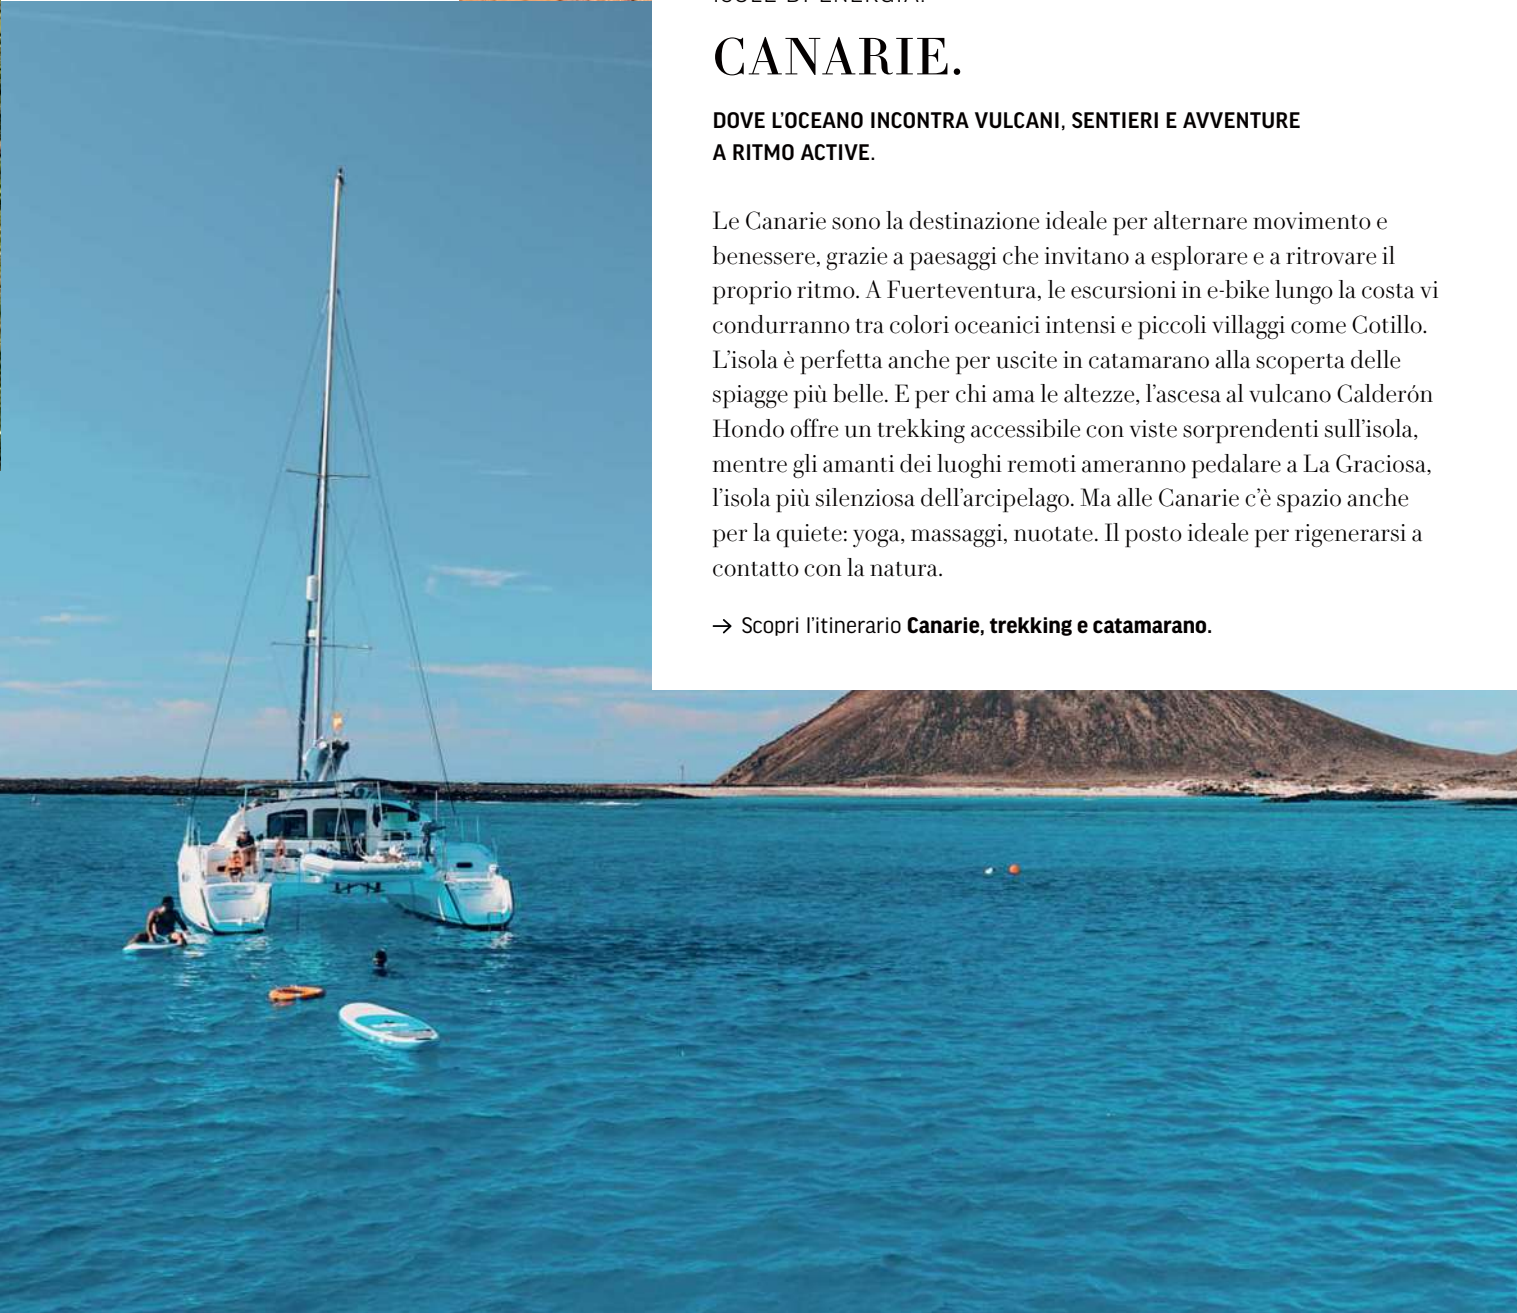 ISOLE DI ENERGIA.
CANARIE.
DOVE L’OCEANO INCONTRA VULCANI, SENTIERI E AVVENTURE
A RITMO ACTIVE.
Le Canarie sono la destinazione ideale per alternare movimento e
benessere, grazie a paesaggi che invitano a esplorare e a ritrovare il
proprio ritmo. A Fuerteventura, le escursioni in e-bike lungo la costa vi
condurranno tra colori oceanici intensi e piccoli villaggi come Cotillo.
L’isola è perfetta anche per uscite in catamarano alla scoperta delle
spiagge più belle. E per chi ama le altezze, l’ascesa al vulcano Calderón
Hondo offre un trekking accessibile con viste sorprendenti sull’isola,
mentre gli amanti dei luoghi remoti ameranno pedalare a La Graciosa,
l’isola più silenziosa dell’arcipelago. Ma alle Canarie c’è spazio anche
per la quiete: yoga, massaggi, nuotate. Il posto ideale per rigenerarsi a
contatto con la natura.
→ Scopri l’itinerario Canarie, trekking e catamarano.